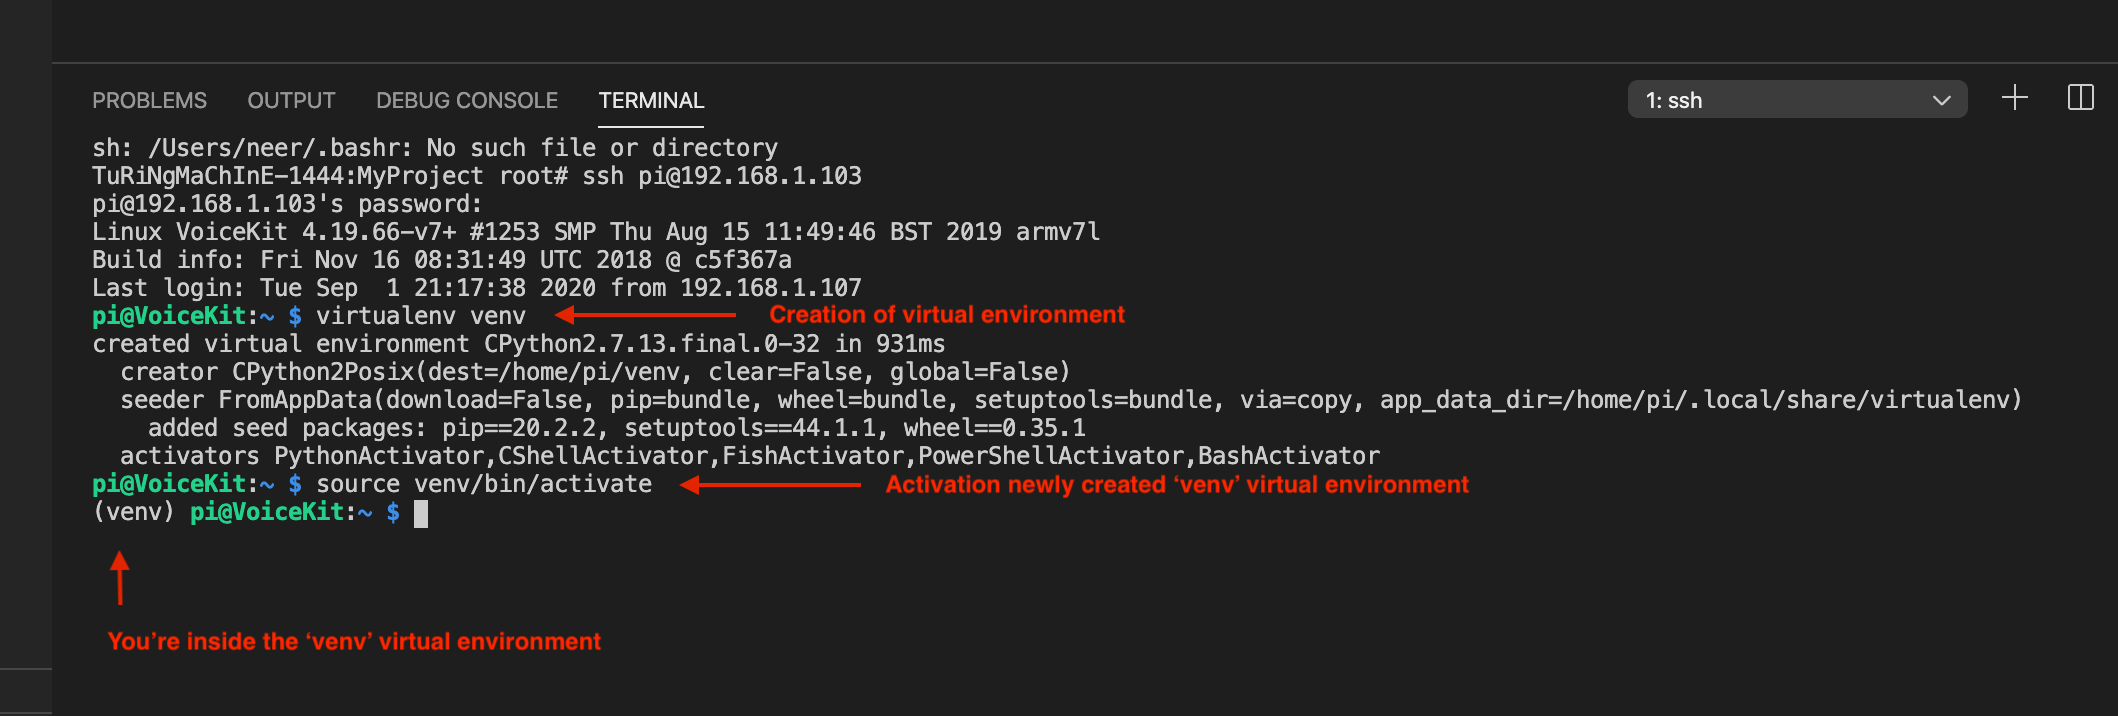 PROBLEMS OUTPUT DEBUG CONSOLE TERMINAL 1: ssh
sh: /Users/neer/.bashr: No such file or directory
TuRiNgMaChInE-1444:MyProject root# ssh pi@192.168.1.103
pi@192.168.1.103's password:
Linux VoiceKit 4.19.66-v7+ #1253 SMP Thu Aug 15 11:49:46 BST 2019 armv7l
Build info: Fri Nov 16 08:31:49 UTC 2018 @ c5f367a
Last login: Tue Sep  1 21:17:38 2020 from 192.168.1.107
pi@VoiceKit:~ $ virtualenv venv Creation of virtual environment
created virtual environment CPython2.7.13.final.0-32 in 931ms
  creator CPython2Posix(dest=/home/pi/venv, clear=False, global=False)
  seeder FromAppData(download=False, pip=bundle, wheel=bundle, setuptools=bundle, via=copy, app_data_dir=/home/pi/.local/share/virtualenv)
    added seed packages: pip==20.2.2, setuptools==44.1.1, wheel==0.35.1
  activators PythonActivator,CShellActivator,FishActivator,PowerShellActivator,BashActivator
pi@VoiceKit:~ $ source venv/bin/activate Activation newly created ‘venv’ virtual environment
(venv) pi@VoiceKit:~ $
You’re inside the ‘venv’ virtual environment